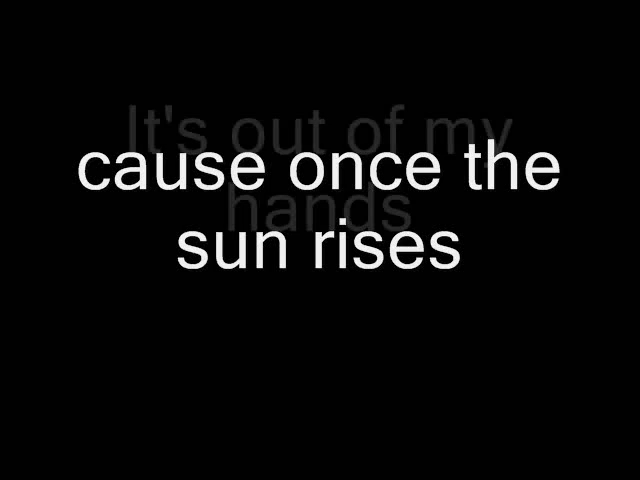 It's out of my
cause once the
hands
sun rises